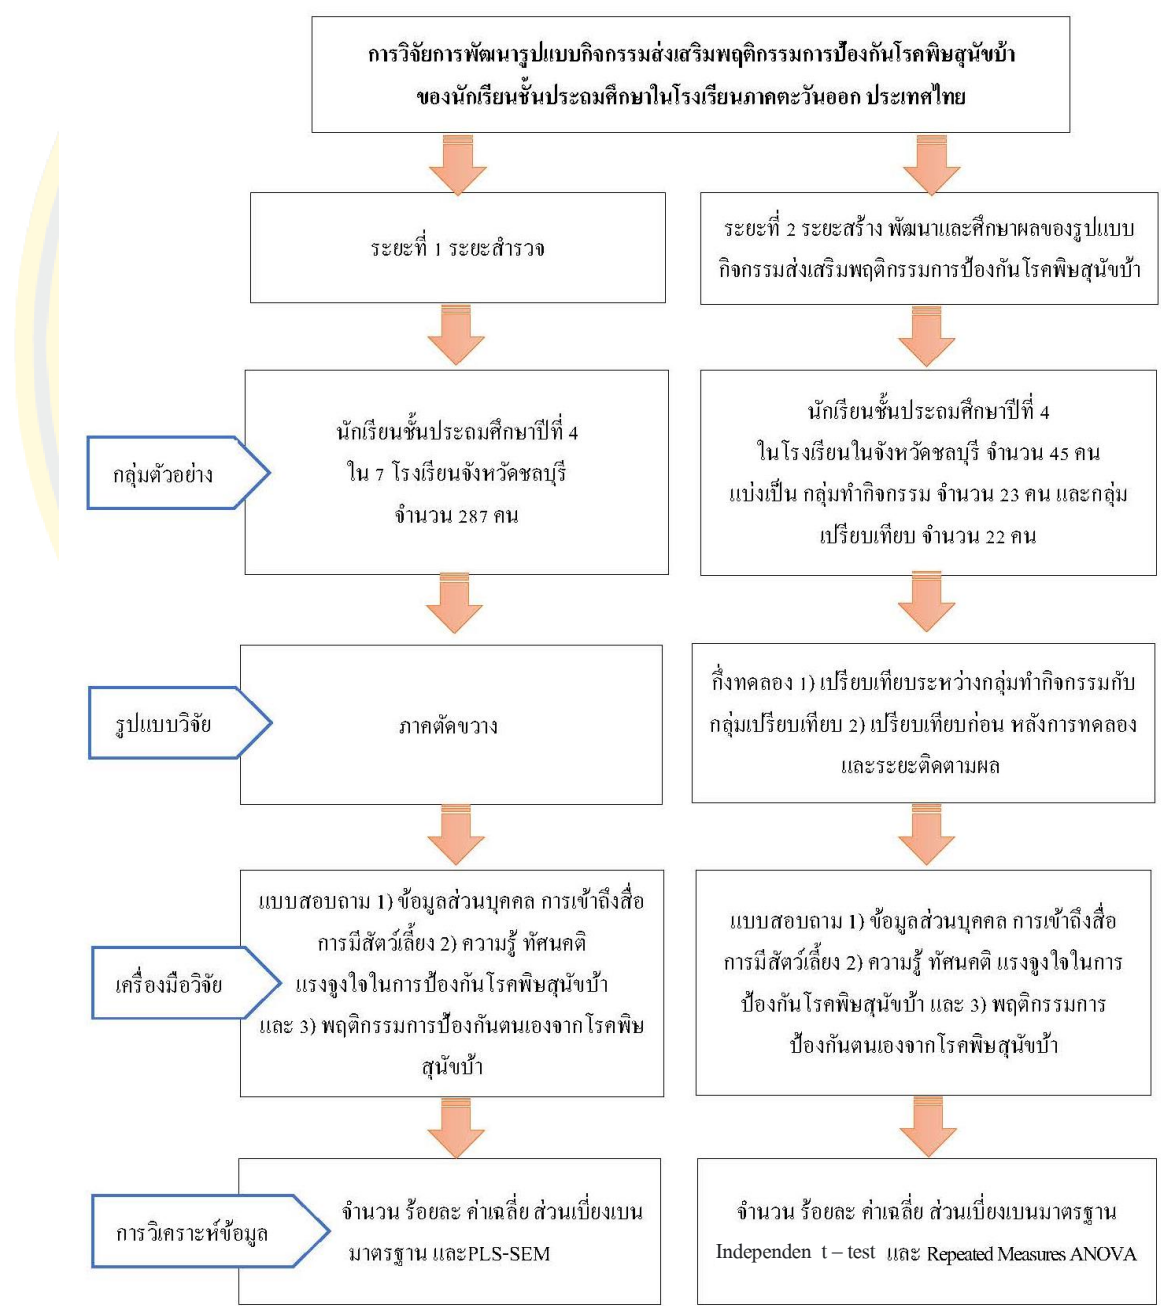 การวิจัยการพัฒนารูปแบบกิจกรรมส่งเสริมพฤติกรรมการป้องกันโรคพิษสุนัขบ้า
ของนักเรียนชั้นประถมศึกษาในโรงเรียนภาคตะวันออก ประเทศไทย
ระยะที่ 1 ระยะสำรวจ
ระยะที่ 2 ระยะสร้าง พัฒนาและศึกษาผลของรูปแบบ
กิจกรรมส่งเสริมพฤติกรรมการป้องกันโรคพิษสุนัขบ้า
กลุ่มตัวอย่าง
นักเรียนชั้นประถมศึกษาปีที่ 4
ใน 7 โรงเรียนจังหวัดชลบุรี
จำนวน 287 คน
นักเรียนชั้นประถมศึกษาปีที่ 4
ในโรงเรียนในจังหวัดชลบุรี จำนวน 45 คน
แบ่งเป็น กลุ่มทำกิจกรรม จำนวน 23 คน และกลุ่ม
เปรียบเทียบ จำนวน 22 คน
รูปแบบวิจัย
ภาคตัดขวาง
กึ่งทดลอง 1) เปรียบเทียบระหว่างกลุ่มทำกิจกรรมกับ
กลุ่มเปรียบเทียบ 2) เปรียบเทียบก่อน หลังการทดลอง
และระยะติดตามผล
เครื่องมือวิจัย
แบบสอบถาม 1) ข้อมูลส่วนบุคคล การเข้าถึงสื่อ
การมีสัตว์เลี้ยง 2) ความรู้ ทัศนคติ
แรงจูงใจในการป้องกันโรคพิษสุนัขบ้า
และ 3) พฤติกรรมการป้องกันตนเองจากโรคพิษ
สุนัขบ้า
แบบสอบถาม 1) ข้อมูลส่วนบุคคล การเข้าถึงสื่อ
การมีสัตว์เลี้ยง 2) ความรู้ ทัศนคติ แรงจูงใจในการ
ป้องกันโรคพิษสุนัขบ้า และ 3) พฤติกรรมการ
ป้องกันตนเองจากโรคพิษสุนัขบ้า
การวิเคราะห์ข้อมูล
จำนวน ร้อยละ ค่าเฉลี่ย ส่วนเบี่ยงเบน
มาตรฐาน และPLS-SEM
จำนวน ร้อยละ ค่าเฉลี่ย ส่วนเบี่ยงเบนมาตรฐาน
Independen t – test และ Repeated Measures ANOVA